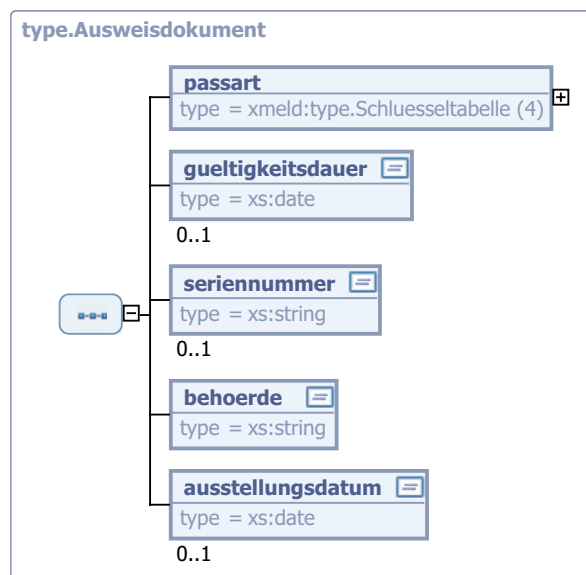 type.Ausweisdokument
passart
type = xmeld:type.Schluesseltabelle (4)
gueltigkeitsdauer
type = xs:date
0..1
seriennummer
type = xs:string
0..1
behoerde
type = xs:string
ausstellungsdatum
type = xs:date
0..1